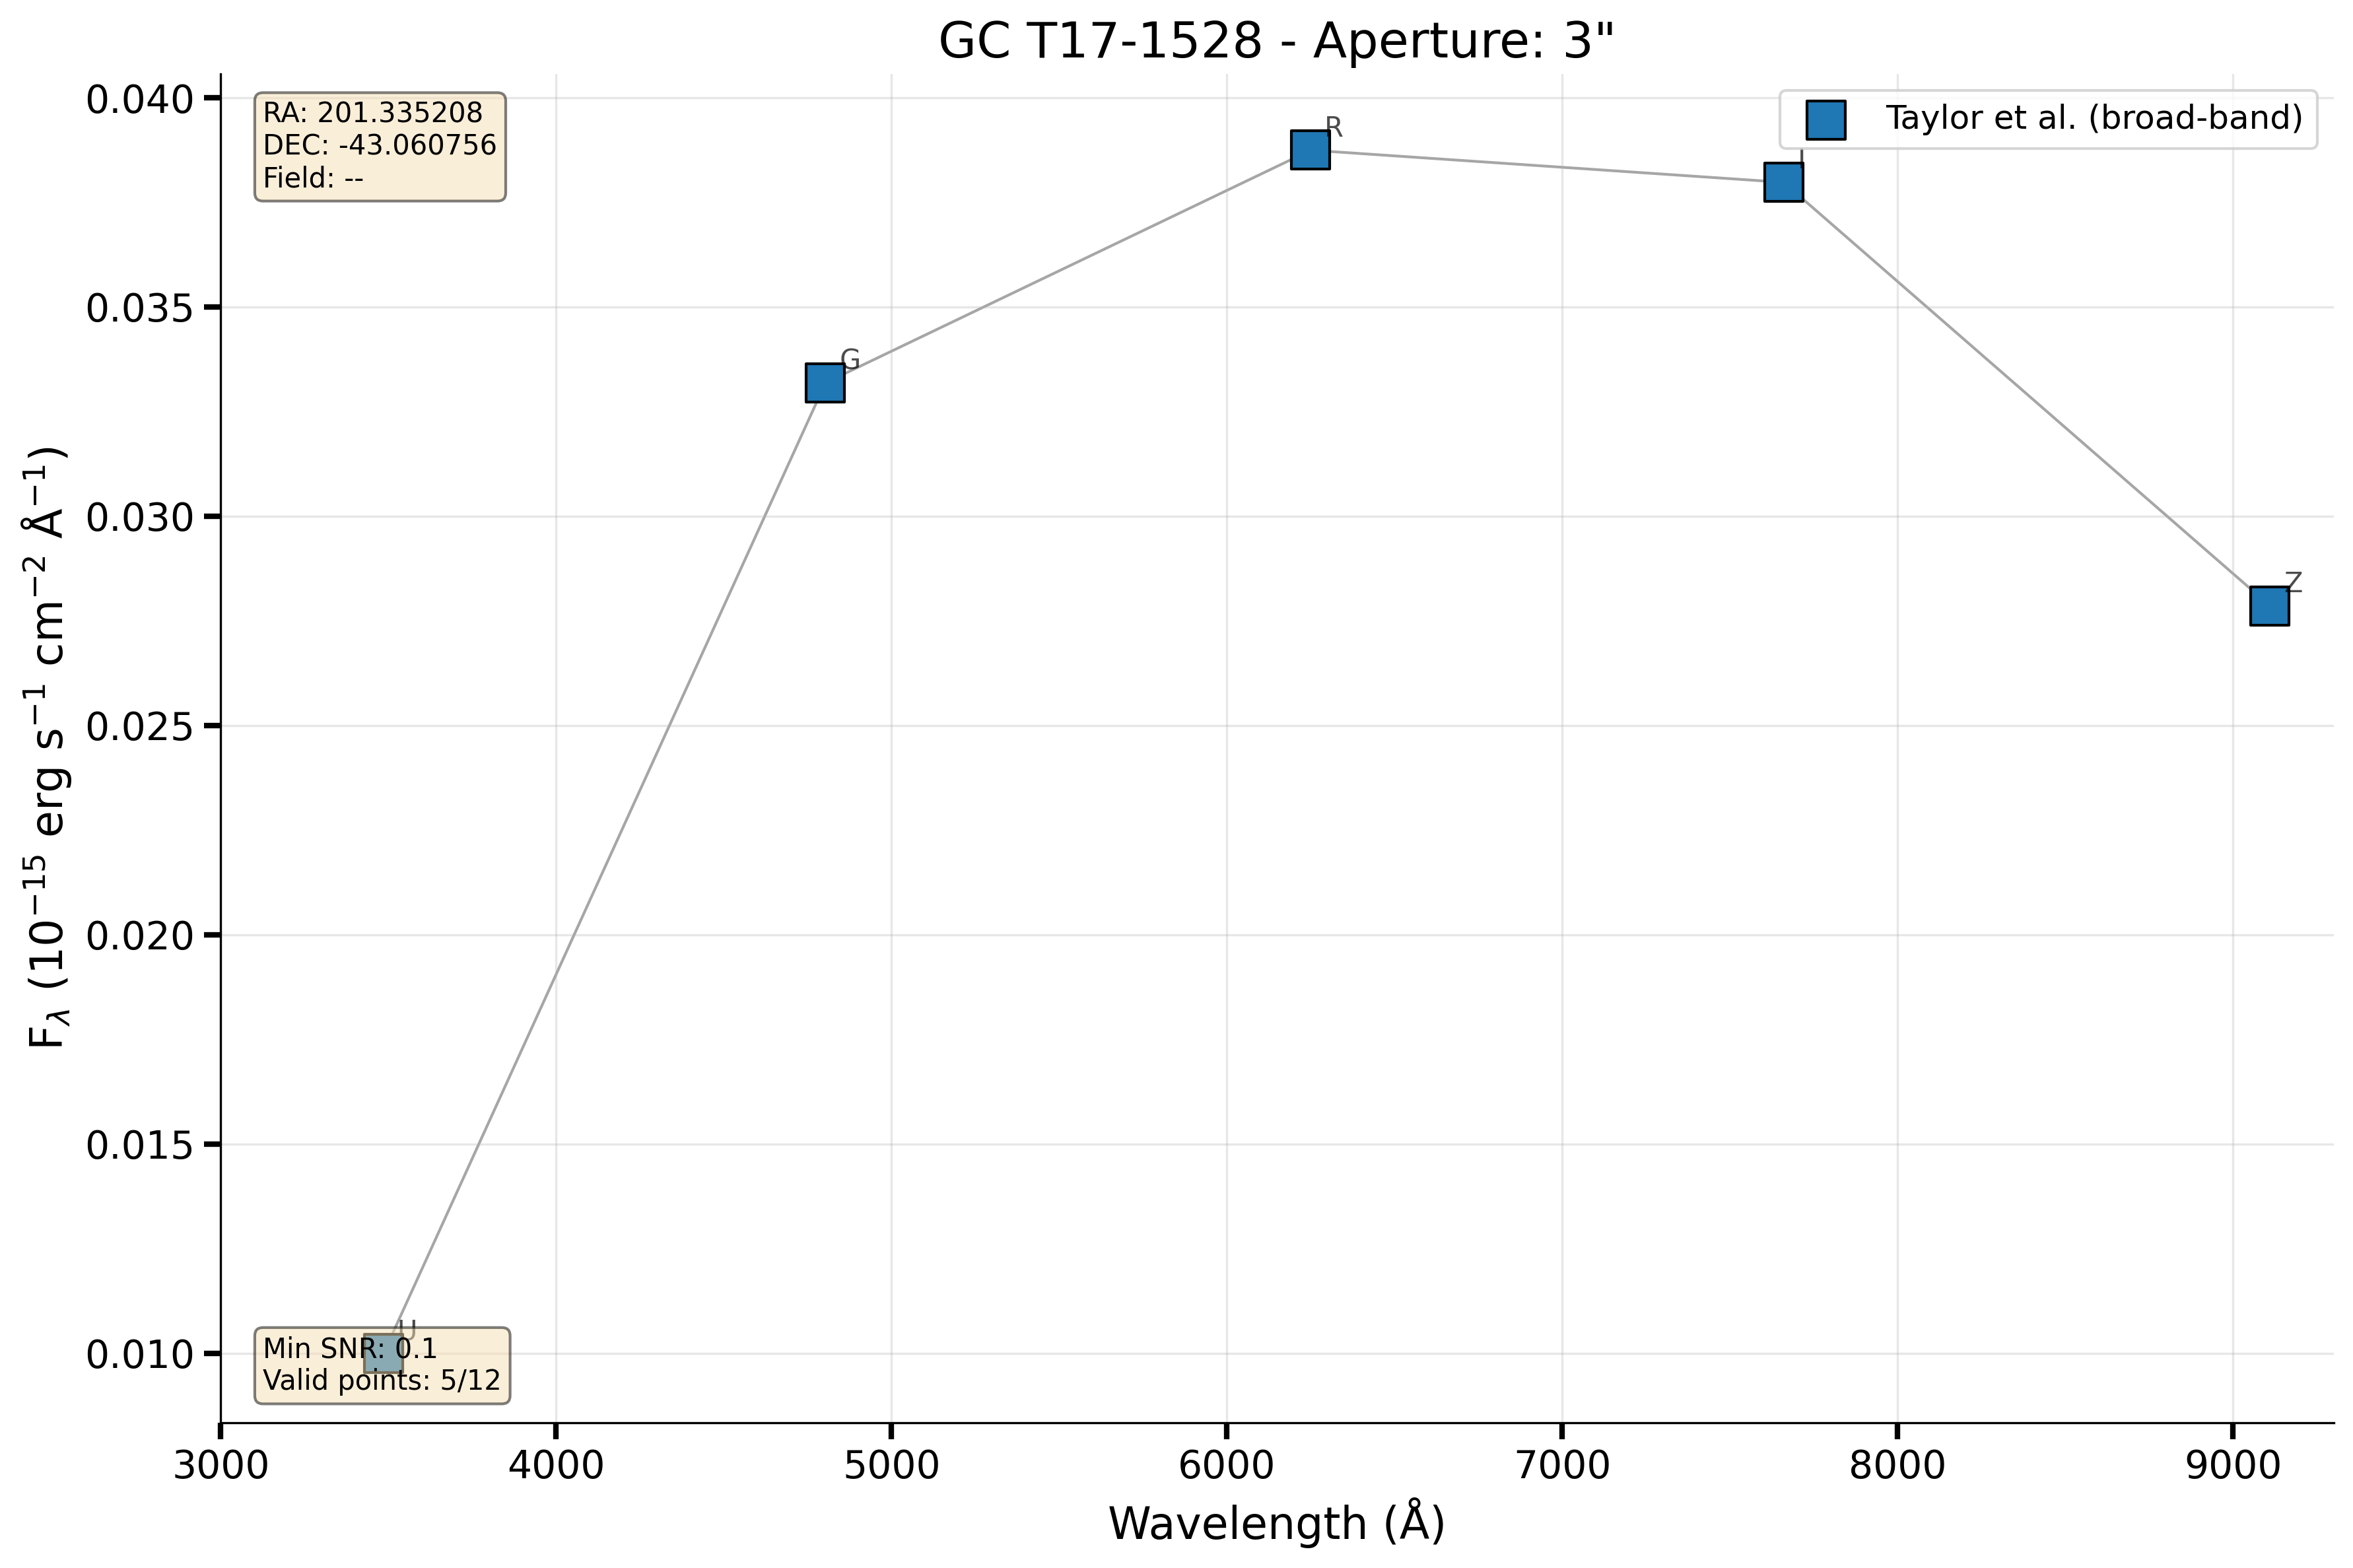 GC T17-1528 - Aperture: 3"
RA: 201.335208
DEC: -43.060756
Field: --
Taylor et al. (broad-band)
R
G
Z
U
Min SNR: 0.1
Valid points: 5/12
0.040
0.035
0.030
0.025
0.020
0.015
0.010
F_λ (10⁻¹⁵ erg s⁻¹ cm⁻² Å⁻¹)
3000
4000
5000
6000
7000
8000
9000
Wavelength (Å)